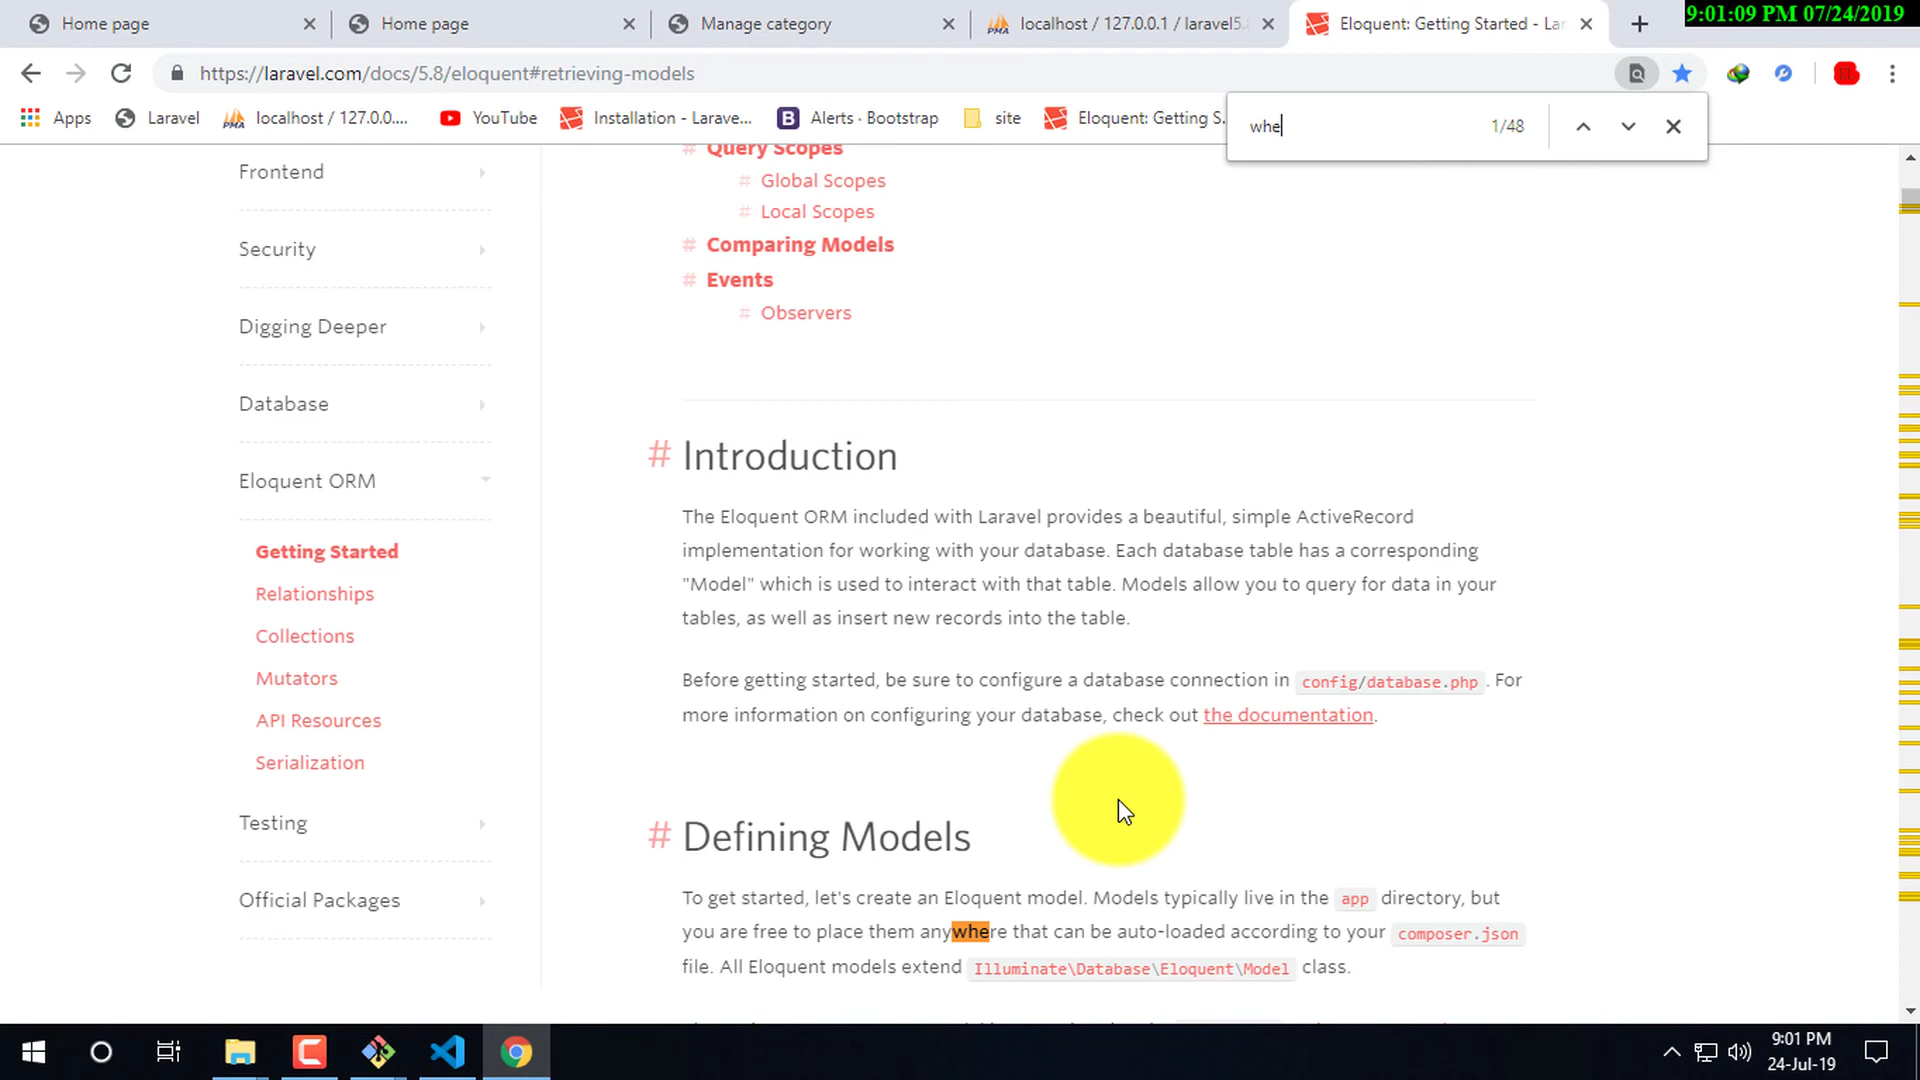 Home page
Home page
Manage category
localhost / 127.0.0.1 / laravel5.
Eloquent: Getting Started - Lar
9:01:09 PM 07/24/2019
https://laravel.com/docs/5.8/eloquent#retrieving-models
Apps
Laravel
localhost / 127.0.0....
YouTube
Installation - Larave...
Alerts · Bootstrap
site
Eloquent: Getting S...
whe
1/48
Frontend
Security
Digging Deeper
Database
Eloquent ORM
Getting Started
Relationships
Collections
Mutators
API Resources
Serialization
Testing
Official Packages
# Query Scopes
# Global Scopes
# Local Scopes
# Comparing Models
# Events
# Observers
# Introduction
The Eloquent ORM included with Laravel provides a beautiful, simple ActiveRecord
implementation for working with your database. Each database table has a corresponding
"Model" which is used to interact with that table. Models allow you to query for data in your
tables, as well as insert new records into the table.
Before getting started, be sure to configure a database connection in config/database.php. For
more information on configuring your database, check out the documentation.
# Defining Models
To get started, let's create an Eloquent model. Models typically live in the app directory, but
you are free to place them anywhere that can be auto-loaded according to your composer.json
file. All Eloquent models extend Illuminate\Database\Eloquent\Model class.
9:01 PM
24-Jul-19